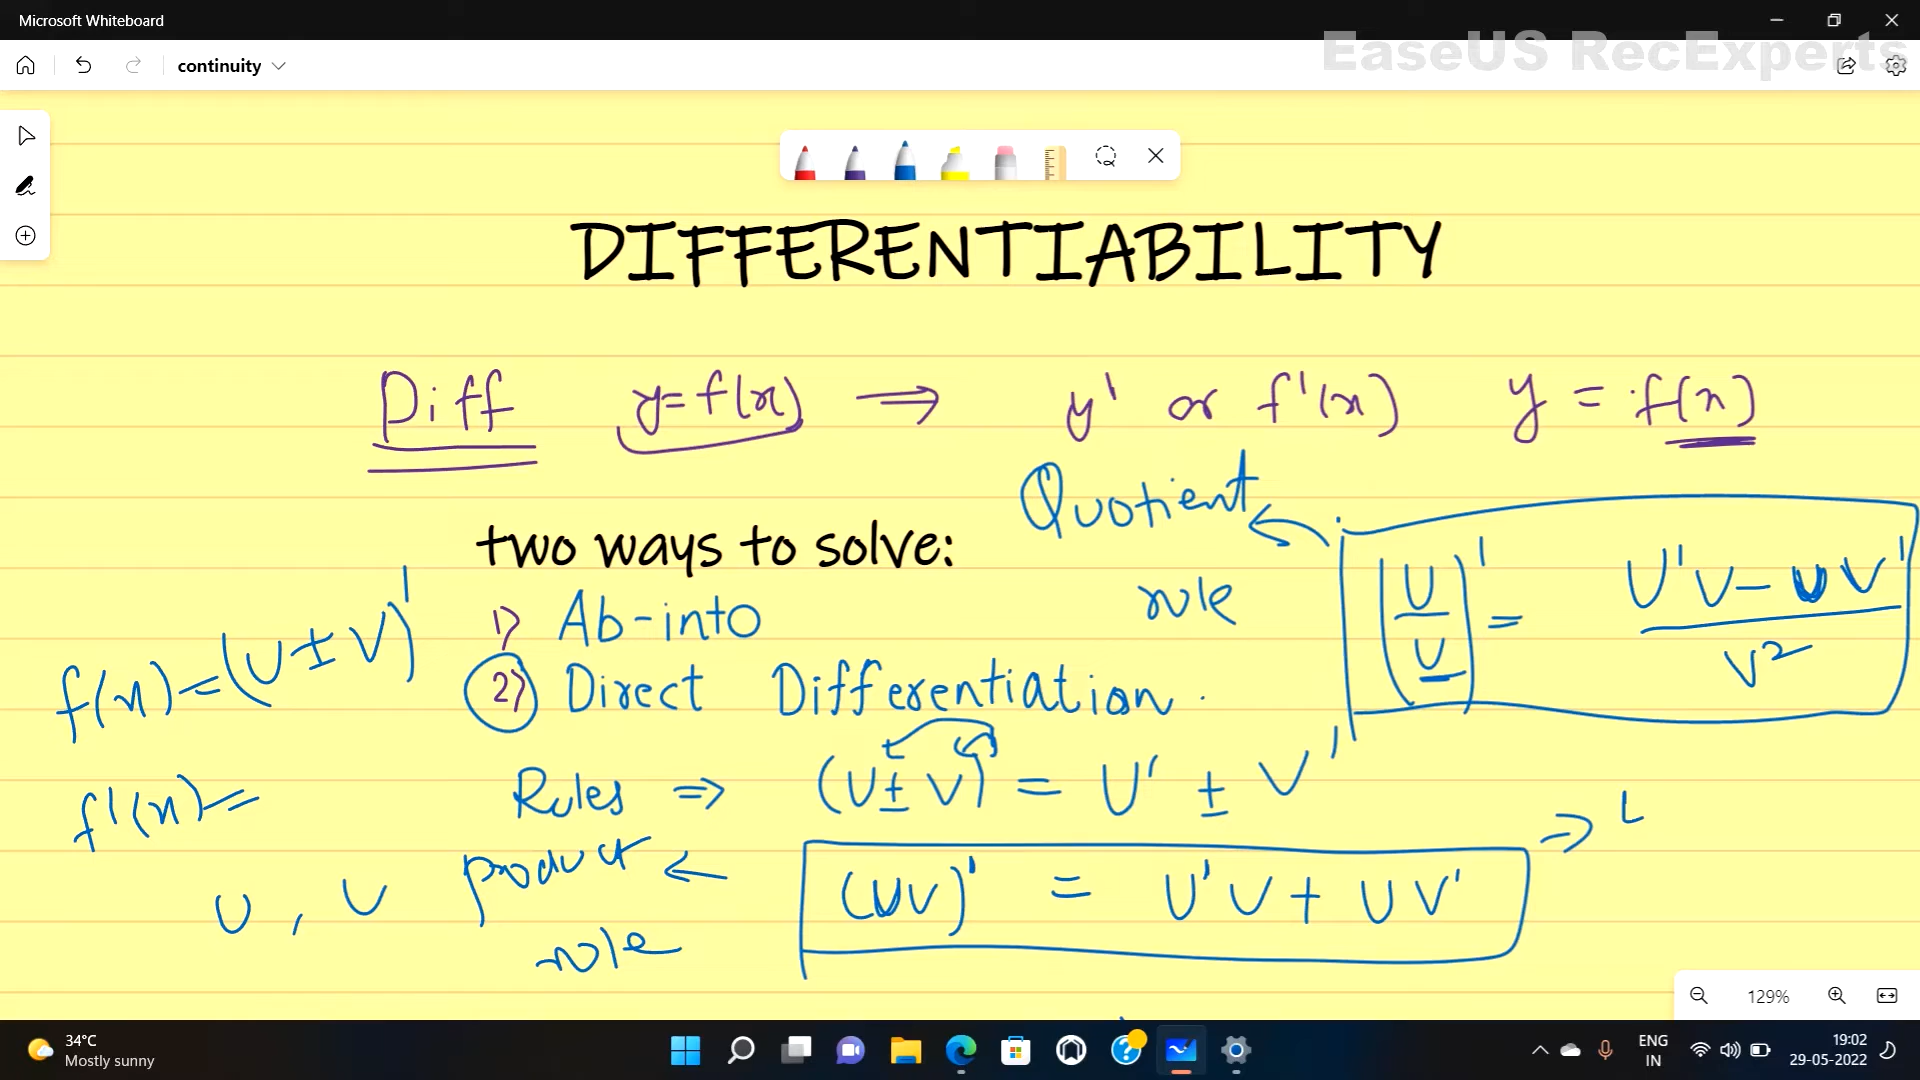 Microsoft Whiteboard
EaseUS RecExperts
continuity
DIFFERENTIABILITY
Diff y=f(x) ⇒ y' or f'(x) y = f(x)
Quotient
rule
(U/U)' = U'V-UV'/V²
two ways to solve:
1) Ab-into
2) Direct Differentiation.
f(x)=(U±V)'
f'(x)=
Rules ⇒ (U±V)' = U' ± V'
U, V
product ←
rule
(UV)' = U'V + UV'
⇒ L
129%
34°C
Mostly sunny
ENG
IN
19:02
29-05-2022